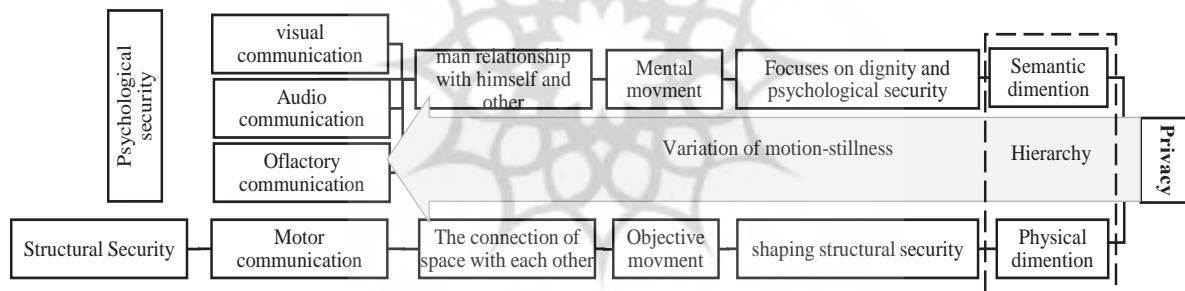 Psychological
security
visual
communication
Audio
communication
Oflactory
communication
man relationship
with himself and
other
Mental
movment
Focuses on dignity and
psychological security
Semantic
dimention
Variation of motion-stillness
Hierarchy
Privacy
Structural Security
Motor
communication
The connection of
space with each other
Objective
movment
shaping structural security
Physical
dimention